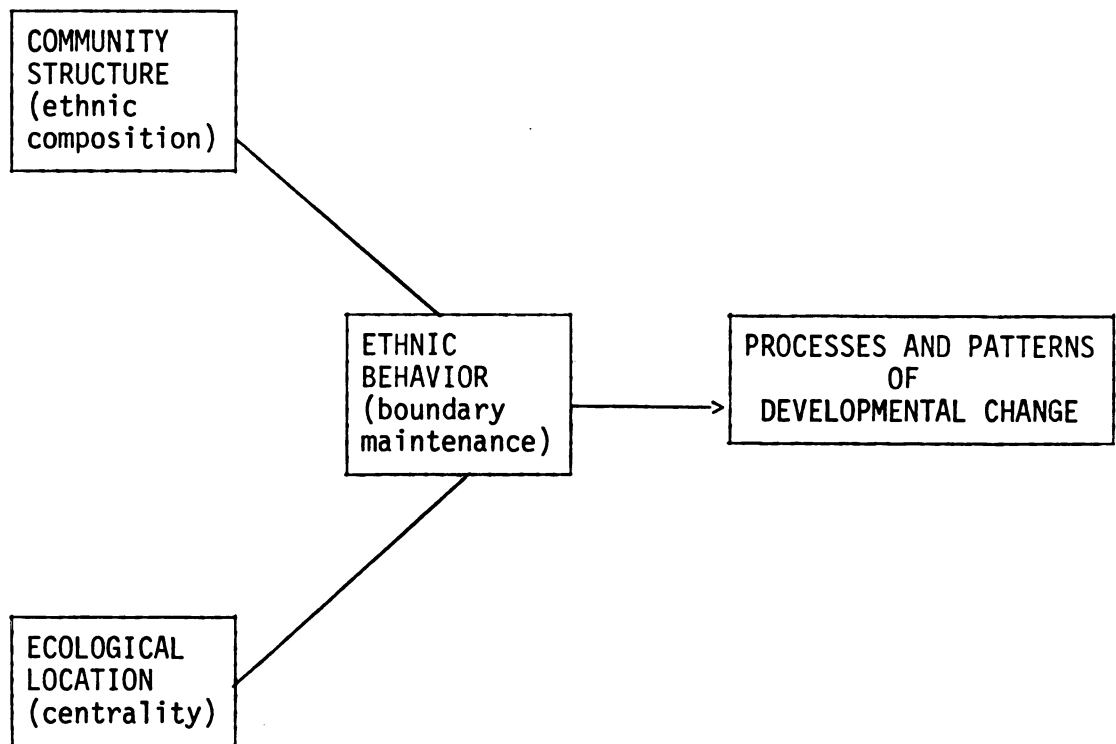 COMMUNITY
STRUCTURE
(ethnic
composition)
ETHNIC
BEHAVIOR
(boundary
maintenance)
PROCESSES AND PATTERNS
OF
DEVELOPMENTAL CHANGE
ECOLOGICAL
LOCATION
(centrality)